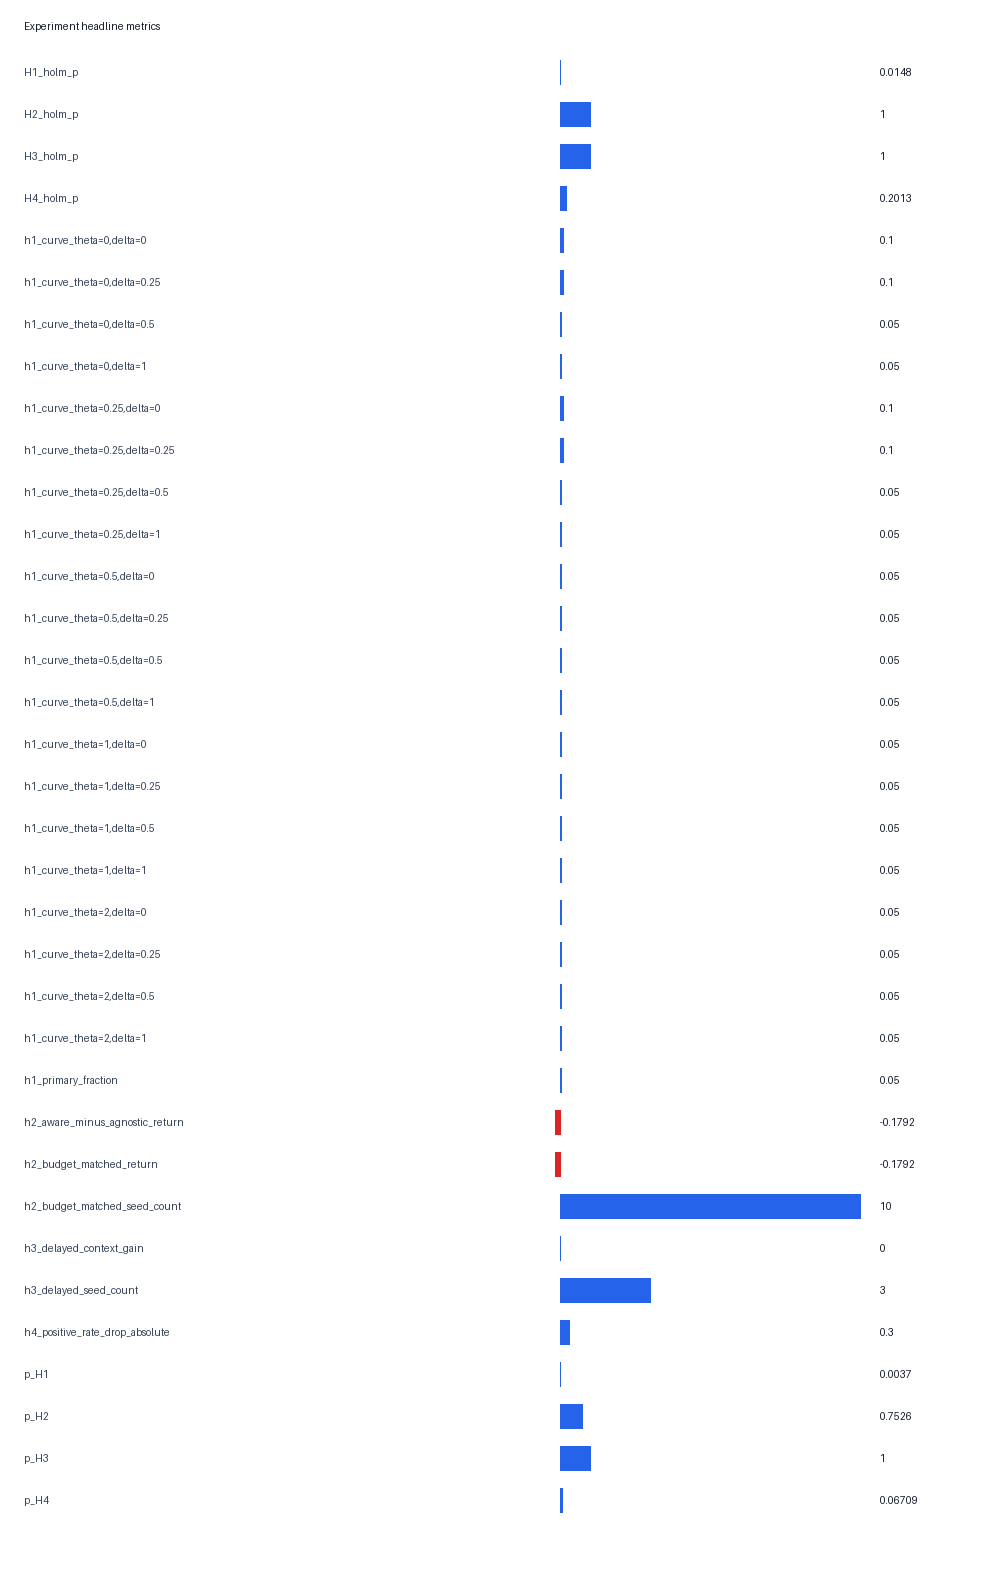 Experiment headline metrics
H1_holm_p 0.0148
H2_holm_p 1
H3_holm_p 1
H4_holm_p 0.2013
h1_curve_theta=0,delta=0 0.1
h1_curve_theta=0,delta=0.25 0.1
h1_curve_theta=0,delta=0.5 0.05
h1_curve_theta=0,delta=1 0.05
h1_curve_theta=0.25,delta=0 0.1
h1_curve_theta=0.25,delta=0.25 0.1
h1_curve_theta=0.25,delta=0.5 0.05
h1_curve_theta=0.25,delta=1 0.05
h1_curve_theta=0.5,delta=0 0.05
h1_curve_theta=0.5,delta=0.25 0.05
h1_curve_theta=0.5,delta=0.5 0.05
h1_curve_theta=0.5,delta=1 0.05
h1_curve_theta=1,delta=0 0.05
h1_curve_theta=1,delta=0.25 0.05
h1_curve_theta=1,delta=0.5 0.05
h1_curve_theta=1,delta=1 0.05
h1_curve_theta=2,delta=0 0.05
h1_curve_theta=2,delta=0.25 0.05
h1_curve_theta=2,delta=0.5 0.05
h1_curve_theta=2,delta=1 0.05
h1_primary_fraction 0.05
h2_aware_minus_agnostic_return -0.1792
h2_budget_matched_return -0.1792
h2_budget_matched_seed_count 10
h3_delayed_context_gain 0
h3_delayed_seed_count 3
h4_positive_rate_drop_absolute 0.3
p_H1 0.0037
p_H2 0.7526
p_H3 1
p_H4 0.06709